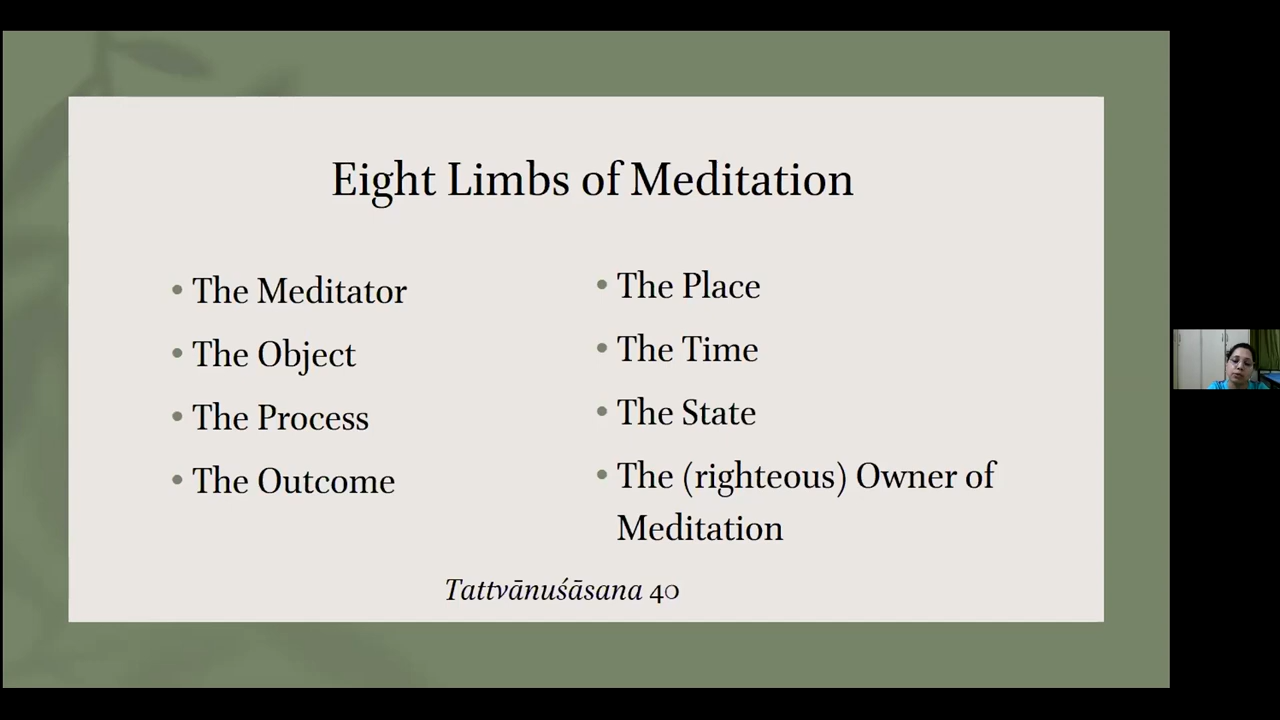 Eight Limbs of Meditation
• The Meditator
• The Object
• The Process
• The Outcome
• The Place
• The Time
• The State
• The (righteous) Owner of
Meditation
Tattvānuśāsana 40